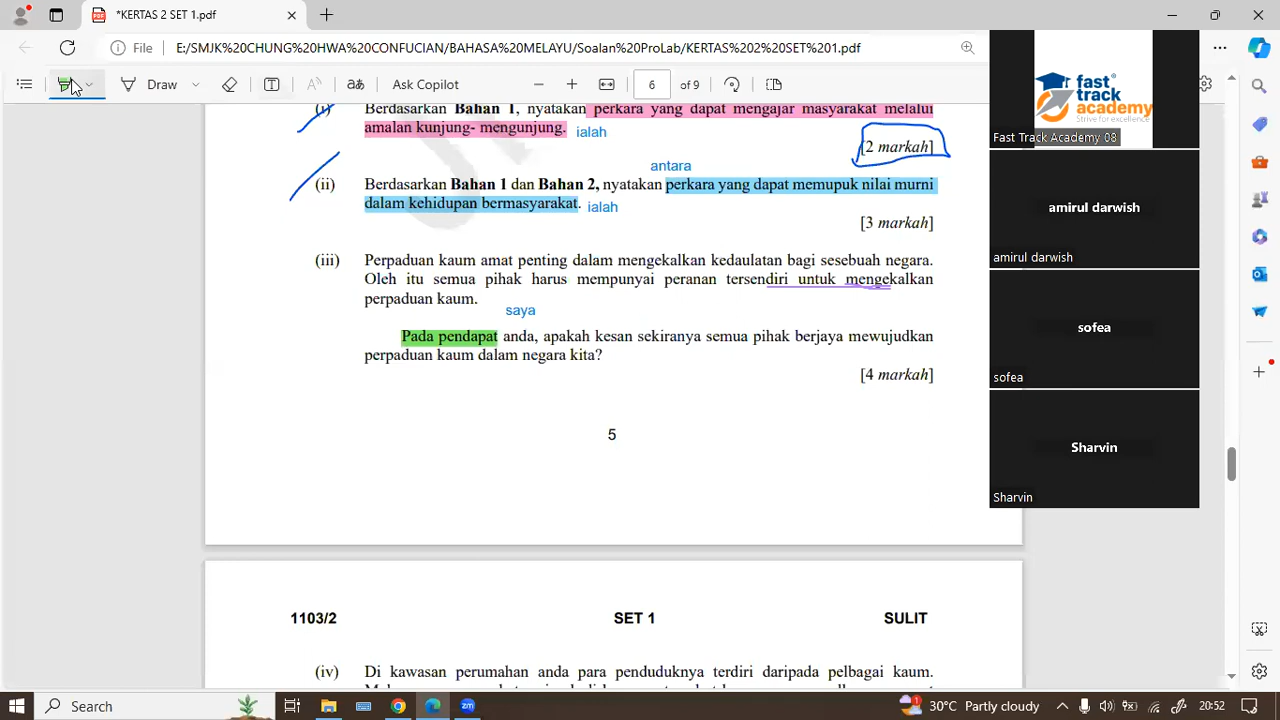 *KERTAS 2 SET 1.pdf
File
E:/SMJK%20CHUNG%20HWA%20CONFUCIAN/BAHASA%20MELAYU/Soalan%20ProLab/KERTAS%202%20SET%201.pdf
Draw
Ask Copilot
6
of 9
(i) Berdasarkan Bahan 1, nyatakan perkara yang dapat mengajar masyarakat melalui
amalan kunjung- mengunjung. ialah
[2 markah]
antara
(ii) Berdasarkan Bahan 1 dan Bahan 2, nyatakan perkara yang dapat memupuk nilai murni
dalam kehidupan bermasyarakat. ialah
[3 markah]
(iii) Perpaduan kaum amat penting dalam mengekalkan kedaulatan bagi sesebuah negara.
Oleh itu semua pihak harus mempunyai peranan tersendiri untuk mengekalkan
perpaduan kaum.
saya
Pada pendapat anda, apakah kesan sekiranya semua pihak berjaya mewujudkan
perpaduan kaum dalam negara kita?
[4 markah]
5
1103/2 SET 1 SULIT
(iv) Di kawasan perumahan anda para penduduknya terdiri daripada pelbagai kaum.
fast
track
academy
Strive for excellence
Fast Track Academy 08
amirul darwish
amirul darwish
sofea
sofea
Sharvin
Sharvin
Search
30°C Partly cloudy
20:52